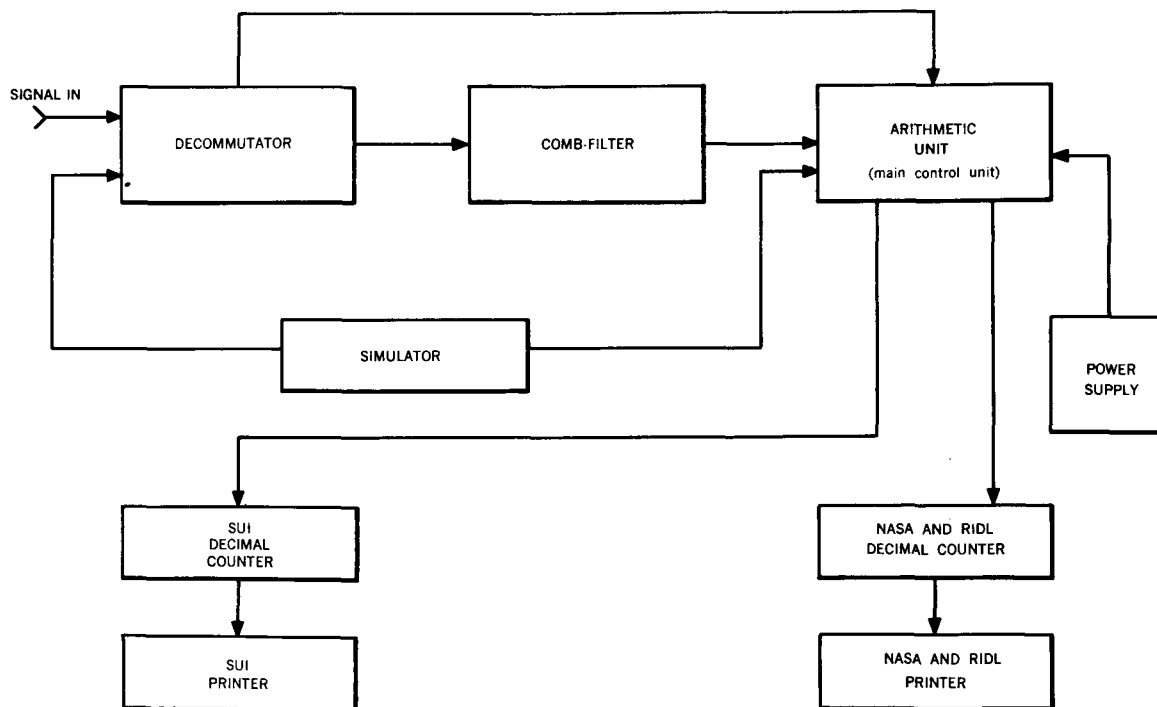 SIGNAL IN
DECOMMUTATOR
COMB-FILTER
ARITHMETIC
UNIT
(main control unit)
SIMULATOR
POWER
SUPPLY
SUI
DECIMAL
COUNTER
NASA AND RIDL
DECIMAL COUNTER
SUI
PRINTER
NASA AND RIDL
PRINTER